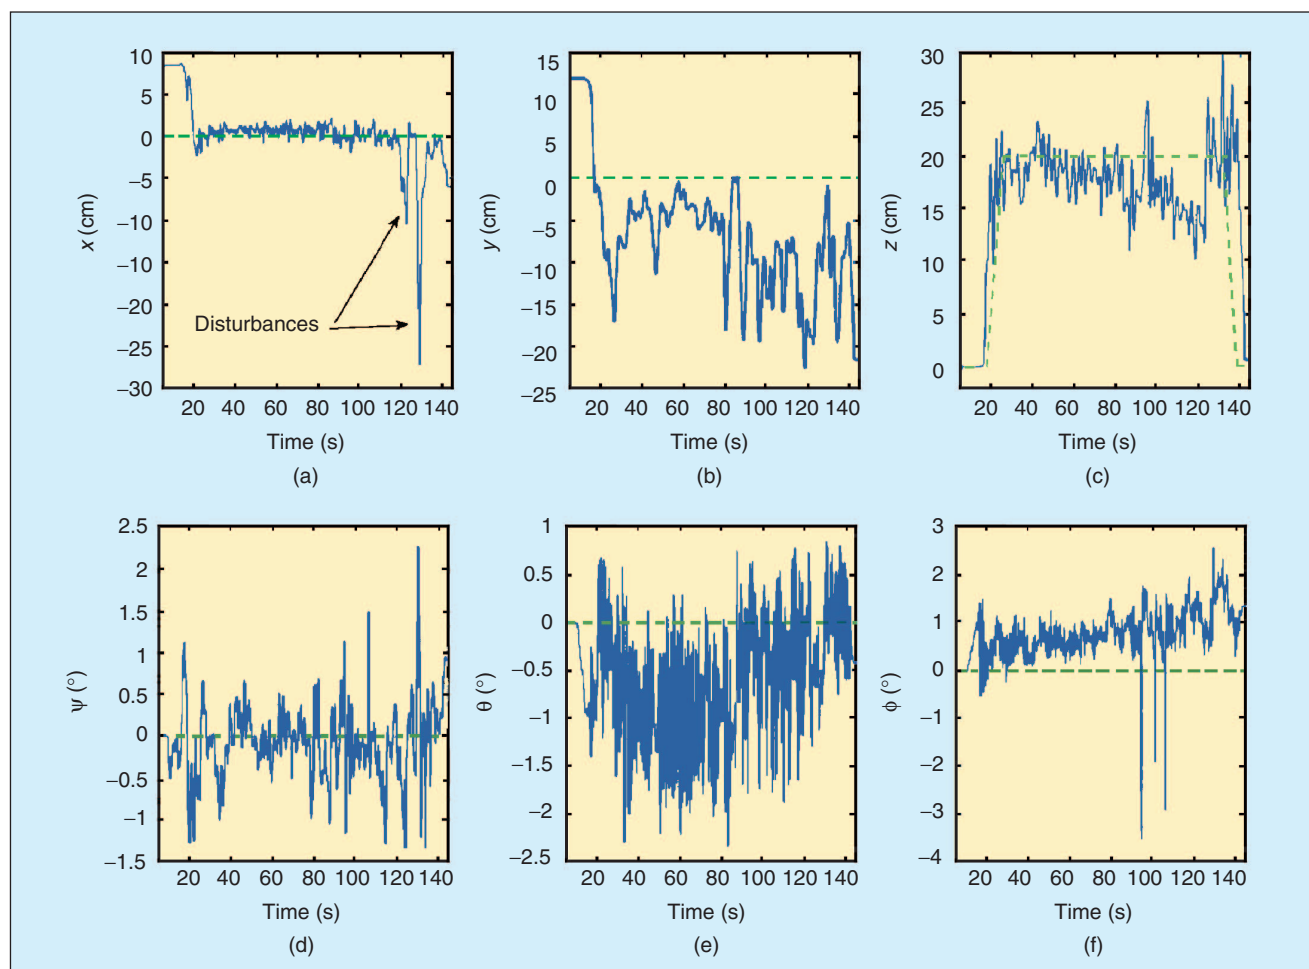 10
5
0
−5
−10
−10
−20
−25
−30
x (cm)
Disturbances
20 40 60 80 100 120 140
Time (s)
(a)
15
10
5
0
−5
−10
−15
−20
−25
y (cm)
20 40 60 80 100 120 140
Time (s)
(b)
30
25
20
15
10
5
0
z (cm)
20 40 60 80 100 120 140
Time (s)
(c)
2.5
2
1.5
1
0.5
0
−0.5
−1
−1.5
ψ (°)
20 40 60 80 100 120 140
Time (s)
(d)
1
0.5
0
−0.5
−1
−1.5
−2
−2.5
θ (°)
20 40 60 80 100 120 140
Time (s)
(e)
3
2
1
0
−1
−2
−3
−4
ϕ (°)
20 40 60 80 100 120 140
Time (s)
(f)